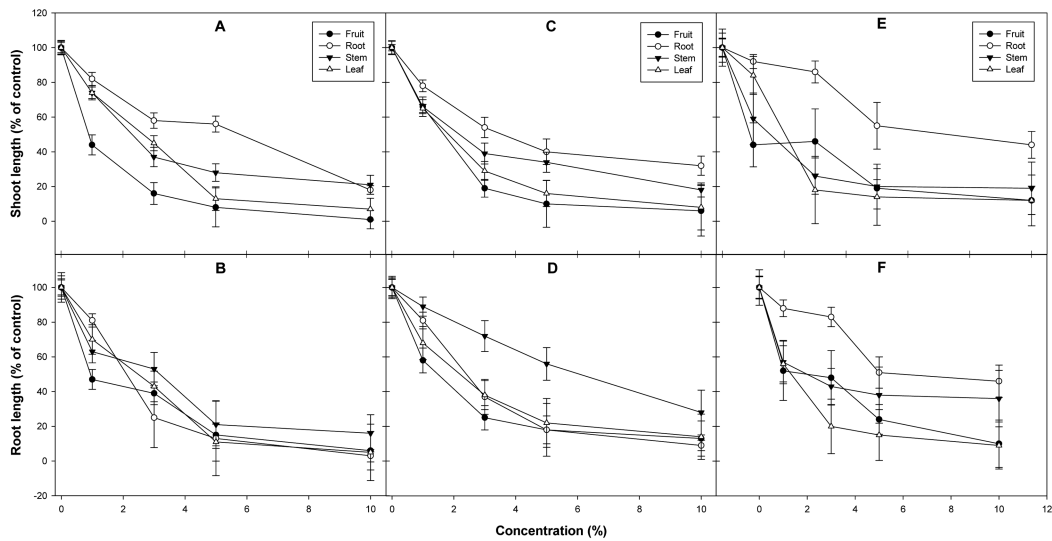 A
C
E
Fruit
Root
Stem
Leaf
Fruit
Root
Stem
Leaf
Fruit
Root
Stem
Leaf
Shoot length (% of control)
120
100
80
60
40
20
0
B
D
F
Root length (% of control)
100
80
60
40
20
0
-20
0 2 4 6 8 10 0 2 4 6 8 10 0 2 4 6 8 10 12
Concentration (%)